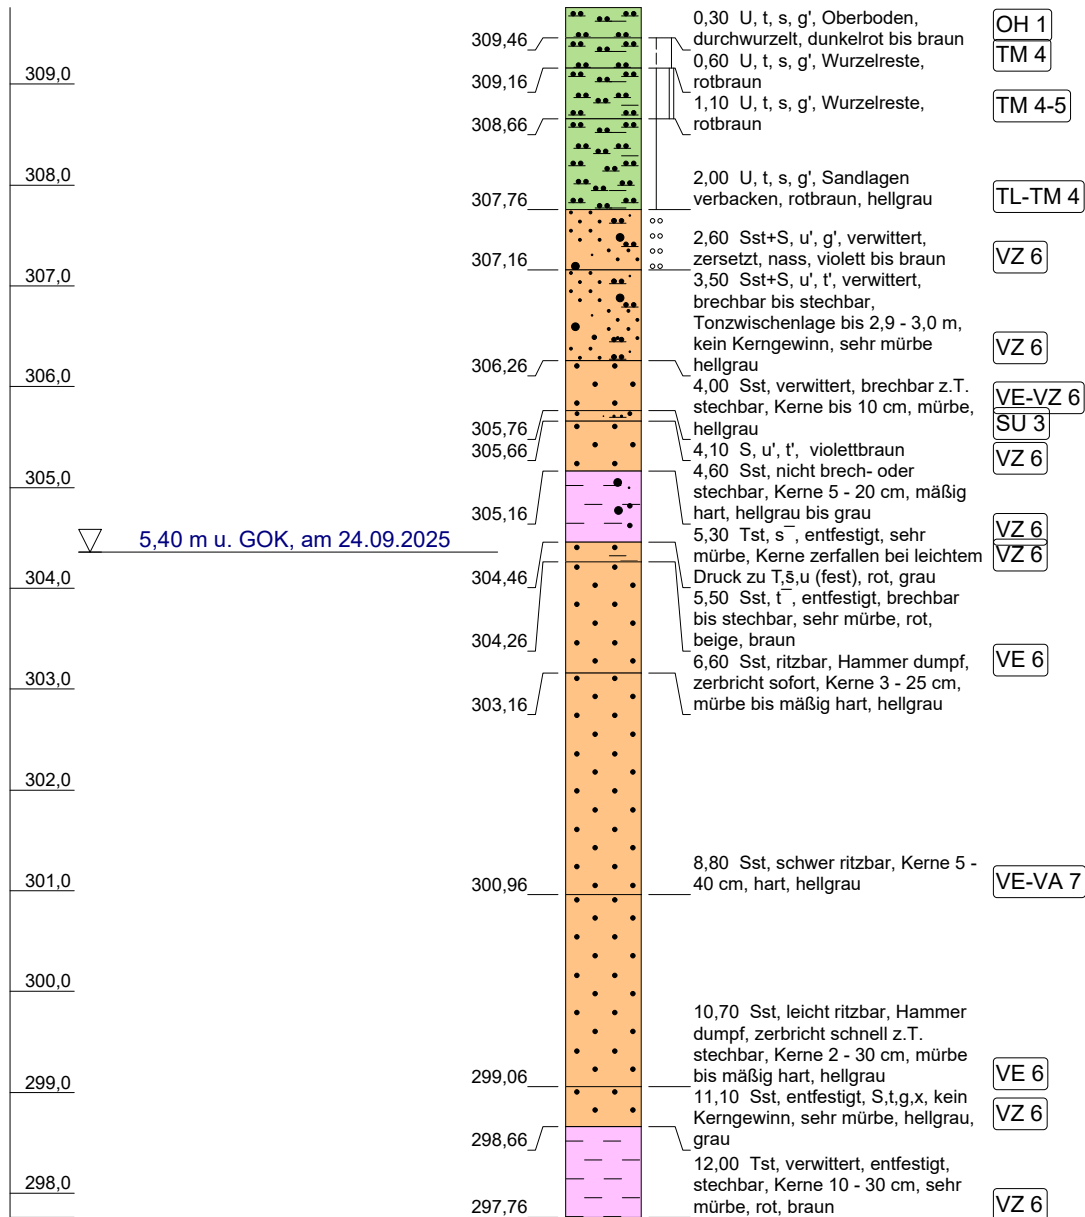 0,30 U, t, s, g', Oberboden,
durchwurzelt, dunkelrot bis braun
OH 1
309,46
0,60 U, t, s, g', Wurzelreste,
rotbraun
TM 4
309,0
309,16
1,10 U, t, s, g', Wurzelreste,
rotbraun
TM 4-5
308,66
308,0
2,00 U, t, s, g', Sandlagen
verbacken, rotbraun, hellgrau
TL-TM 4
307,76
2,60 Sst+S, u', g', verwittert,
zersetzt, nass, violett bis braun
VZ 6
307,16
307,0
3,50 Sst+S, u', t', verwittert,
brechbar bis stechbar,
Tonzwischenlage bis 2,9 - 3,0 m,
kein Kerngewinn, sehr mürbe
hellgrau
VZ 6
306,26
306,0
4,00 Sst, verwittert, brechbar z.T.
stechbar, Kerne bis 10 cm, mürbe,
hellgrau
VE-VZ 6
305,76
SU 3
305,66
4,10 S, u', t', violettbraun
VZ 6
4,60 Sst, nicht brech- oder
stechbar, Kerne 5 - 20 cm, mäßig
hart, hellgrau bis grau
305,0
305,16
VZ 6
5,30 Tst, s¯, entfestigt, sehr
mürbe, Kerne zerfallen bei leichtem
Druck zu T,s̄,u (fest), rot, grau
VZ 6
5,40 m u. GOK, am 24.09.2025
304,46
304,0
5,50 Sst, t¯, entfestigt, brechbar
bis stechbar, sehr mürbe, rot,
beige, braun
304,26
6,60 Sst, ritzbar, Hammer dumpf,
zerbricht sofort, Kerne 3 - 25 cm,
mürbe bis mäßig hart, hellgrau
VE 6
303,0
303,16
302,0
8,80 Sst, schwer ritzbar, Kerne 5 -
40 cm, hart, hellgrau
VE-VA 7
301,0
300,96
300,0
10,70 Sst, leicht ritzbar, Hammer
dumpf, zerbricht schnell z.T.
stechbar, Kerne 2 - 30 cm, mürbe
bis mäßig hart, hellgrau
VE 6
299,0
299,06
11,10 Sst, entfestigt, S,t,g,x, kein
Kerngewinn, sehr mürbe, hellgrau,
grau
VZ 6
298,66
12,00 Tst, verwittert, entfestigt,
stechbar, Kerne 10 - 30 cm, sehr
mürbe, rot, braun
VZ 6
298,0
297,76